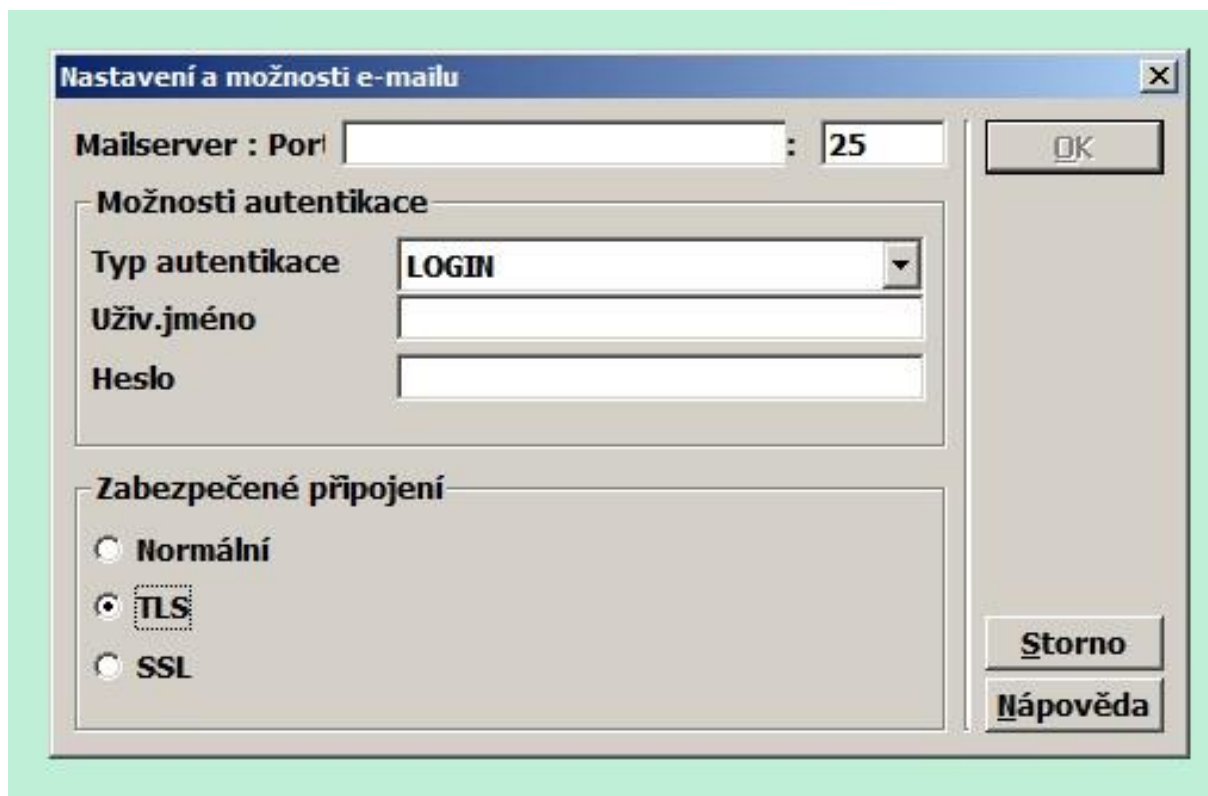 Nastavení a možnosti e-mailu
Mailserver : Port : 25
OK
Možnosti autentikace
Typ autentikace LOGIN
Uživ.jméno
Heslo
Zabezpečené připojení
Normální
TLS
SSL
Storno
Nápověda